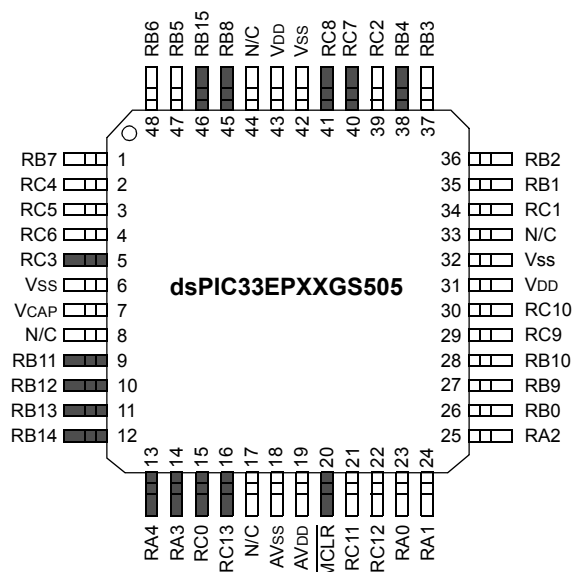 RB6 RB5 RB15 RB8 N/C VDD VSS RC8 RC7 RC2 RB4 RB3
48 47 46 45 44 43 42 41 40 39 38 37
RB7 1 36 RB2
RC4 2 35 RB1
RC5 3 34 RC1
RC6 4 33 N/C
RC3 5 32 Vss
VSS 6 dsPIC33EPXXGS505 31 VDD
VCAP 7 30 RC10
N/C 8 29 RC9
RB11 9 28 RB10
RB12 10 27 RB9
RB13 11 26 RB0
RB14 12 25 RA2
13 14 15 16 17 18 19 20 21 22 23 24
RA4 RA3 RC0 RC13 N/C AVSS AVDD MCLR RC11 RC12 RA0 RA1